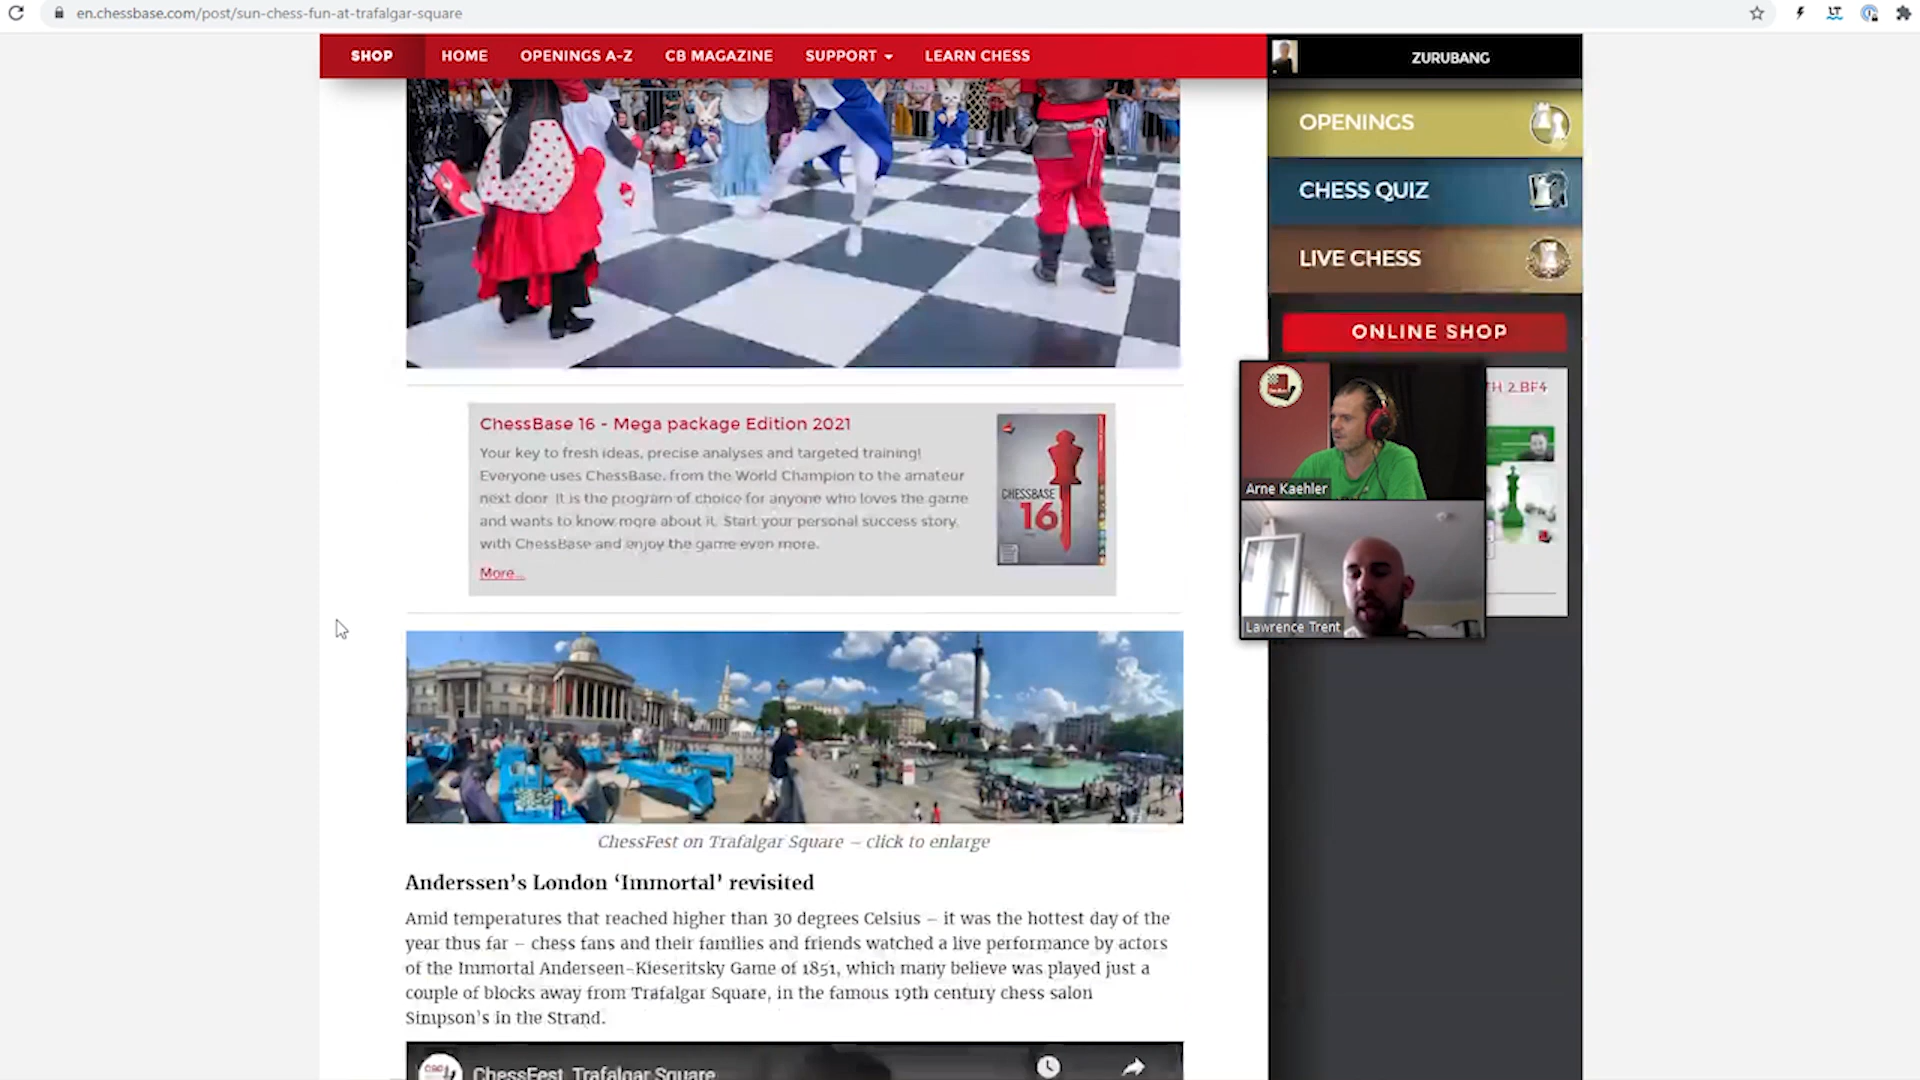 en.chessbase.com/post/sun-chess-fun-at-trafalgar-square
SHOP HOME OPENINGS A-Z CB MAGAZINE SUPPORT LEARN CHESS
ZURUBANG
OPENINGS
CHESS QUIZ
LIVE CHESS
ONLINE SHOP
TH 2.BF4
ChessBase 16 - Mega package Edition 2021
Your key to fresh ideas, precise analyses and targeted training!
Everyone uses ChessBase, from the World Champion to the amateur
next door. It is the program of choice for anyone who loves the game
and wants to know more about it. Start your personal success story
with ChessBase and enjoy the game even more.
More...
CHESSBASE
16
Arne Kaehler
Lawrence Trent
ChessFest on Trafalgar Square – click to enlarge
Anderssen's London ‘Immortal’ revisited
Amid temperatures that reached higher than 30 degrees Celsius – it was the hottest day of the
year thus far – chess fans and their families and friends watched a live performance by actors
of the Immortal Anderseen-Kieseritsky Game of 1851, which many believe was played just a
couple of blocks away from Trafalgar Square, in the famous 19th century chess salon
Simpson's in the Strand.
ChessFest, Trafalgar Square